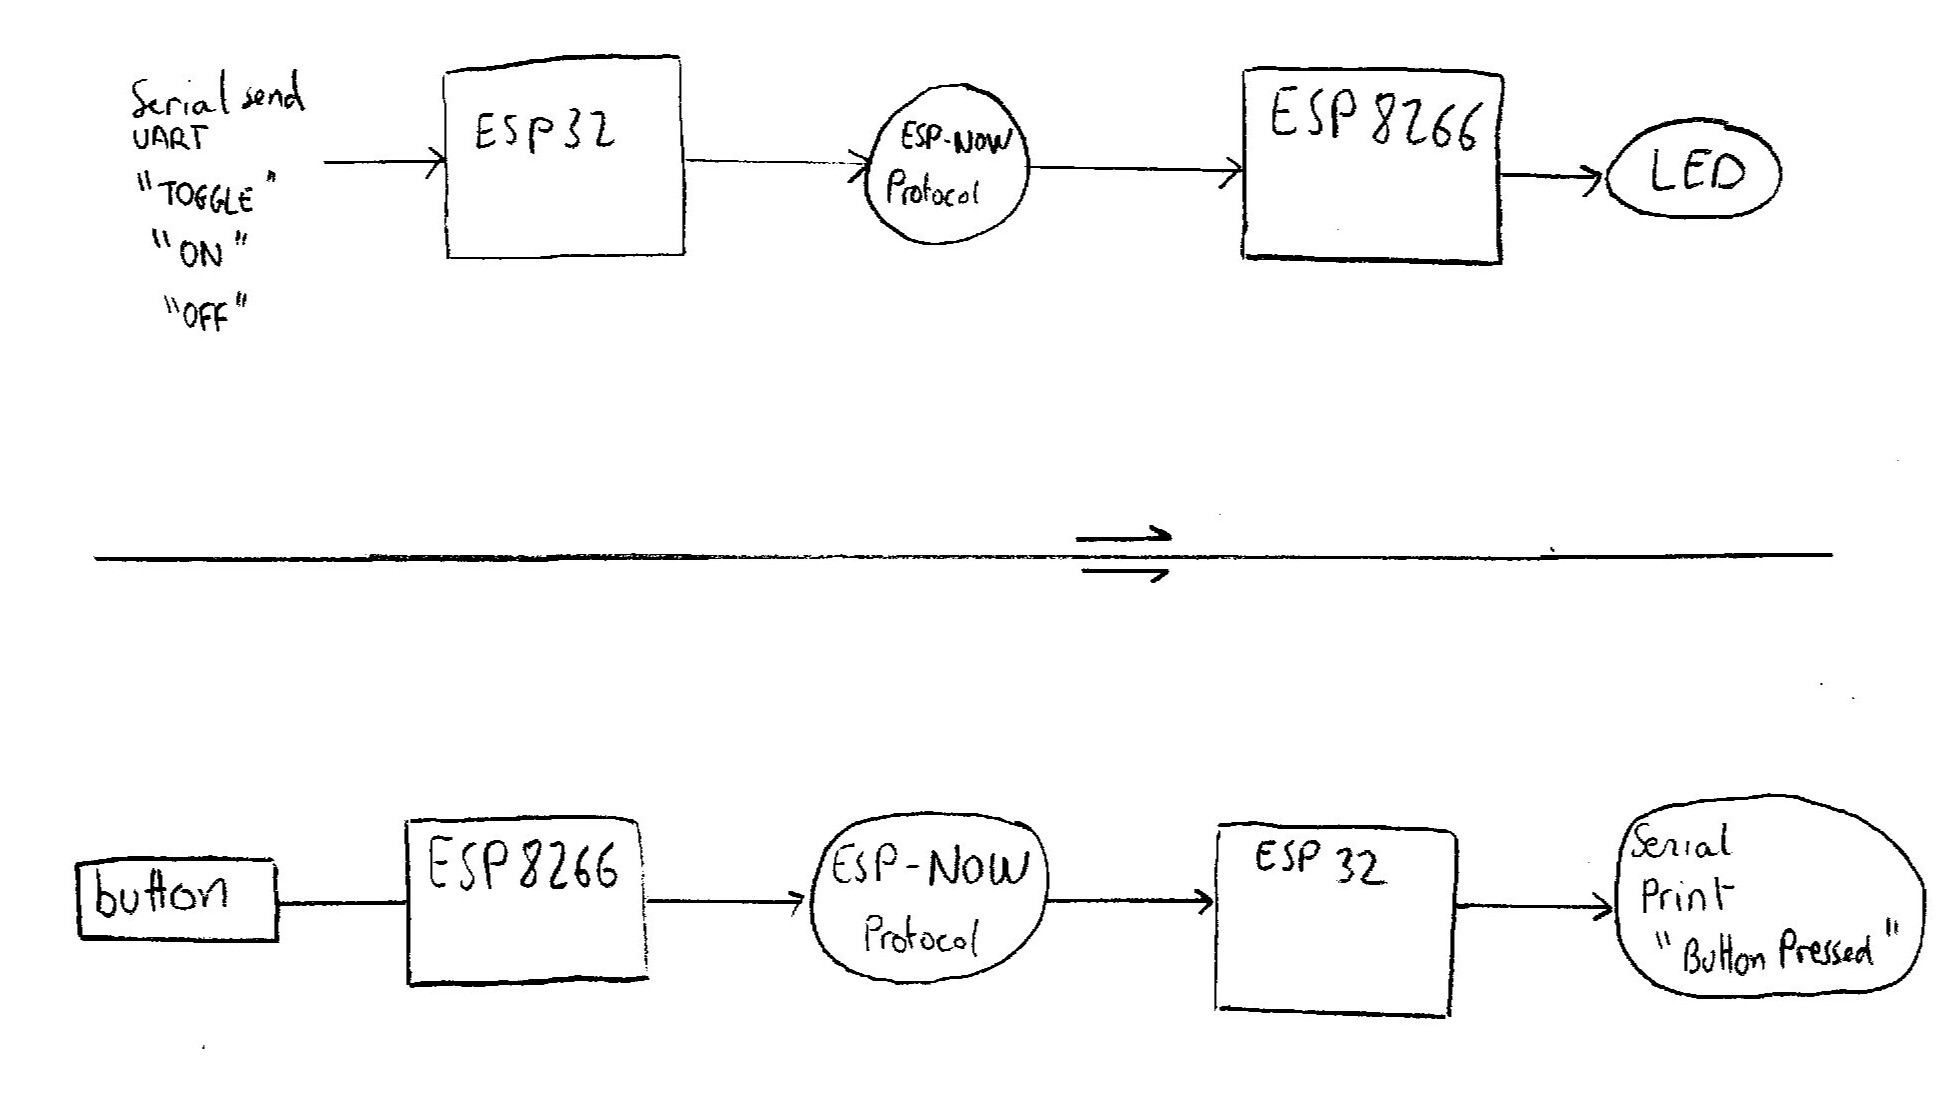 Serial send
UART
"TOGGLE"
"ON"
"OFF"
ESP32
ESP-NOW
Protocol
ESP8266
LED
button
ESP8266
ESP-NOW
Protocol
ESP 32
Serial
Print
"Button Pressed"